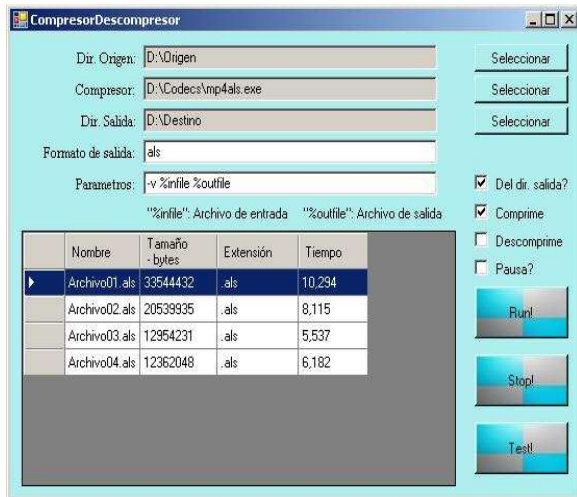 CompresorDescompresor
Dir. Origen: D:\Origen Seleccionar
Compresor: D:\Codecs\mp4als.exe Seleccionar
Dir. Salida: D:\Destino Seleccionar
Formato de salida: als
Parametros: -v %infile %outfile Del dir. salida?
"%infile": Archivo de entrada "%outfile": Archivo de salida Comprime
Descomprime
Pausa?
Nombre Tamaño - bytes Extensión Tiempo
Archivo01.als 33544432 .als 10,294
Archivo02.als 20539935 .als 8,115
Archivo03.als 12954231 .als 5,537
Archivo04.als 12362048 .als 6,182
Run!
Stop!
Test!